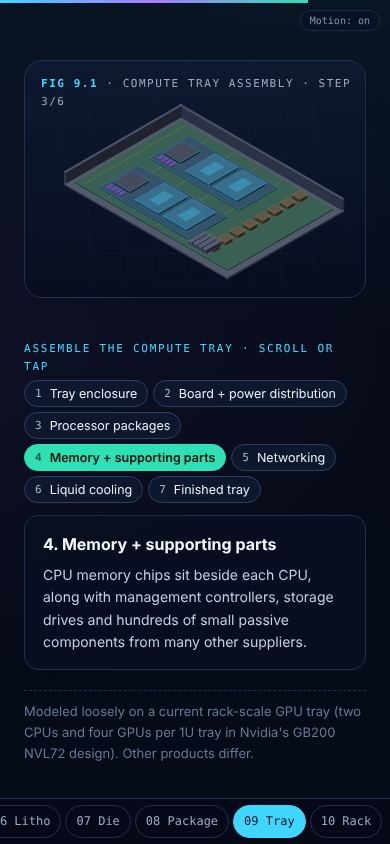 Motion: on
FIG 9.1 · COMPUTE TRAY ASSEMBLY · STEP
3/6
ASSEMBLE THE COMPUTE TRAY · SCROLL OR
TAP
1 Tray enclosure 2 Board + power distribution
3 Processor packages
4 Memory + supporting parts 5 Networking
6 Liquid cooling 7 Finished tray
4. Memory + supporting parts
CPU memory chips sit beside each CPU,
along with management controllers, storage
drives and hundreds of small passive
components from many other suppliers.
Modeled loosely on a current rack-scale GPU tray (two
CPUs and four GPUs per 1U tray in Nvidia's GB200
NVL72 design). Other products differ.
6 Litho 07 Die 08 Package 09 Tray 10 Rack